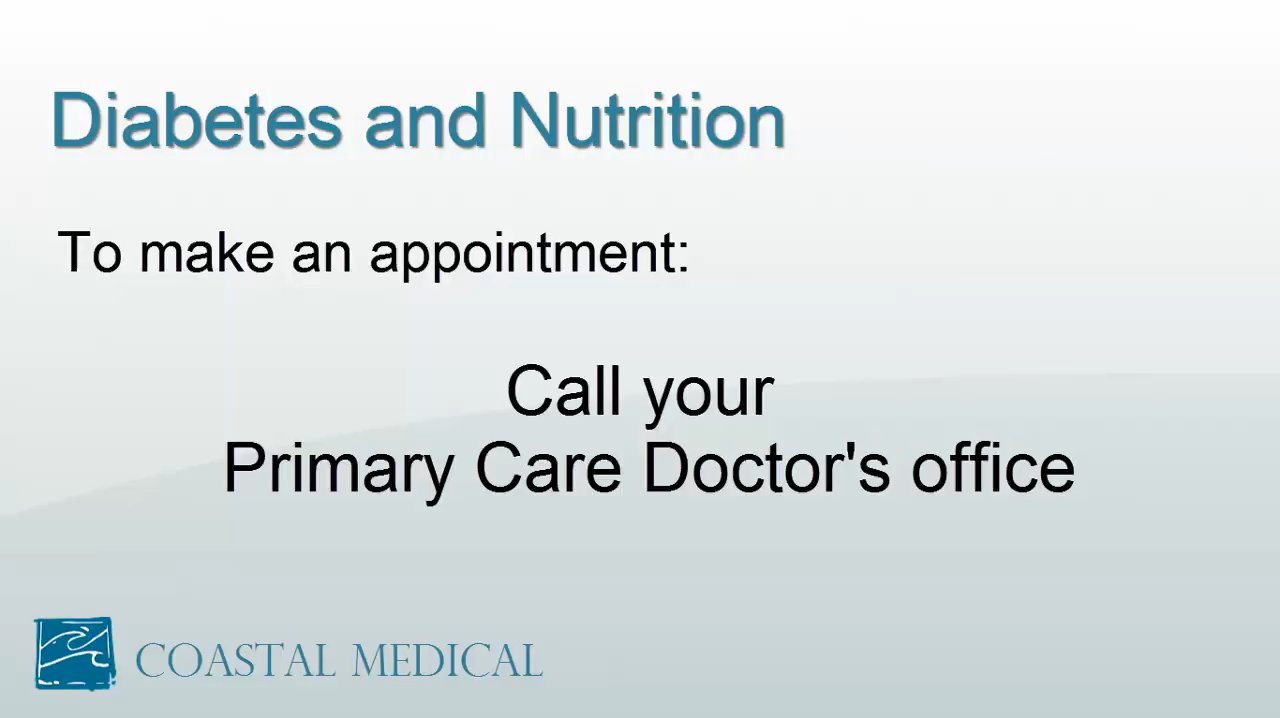 Diabetes and Nutrition
To make an appointment:
Call your
Primary Care Doctor's office
COASTAL MEDICAL